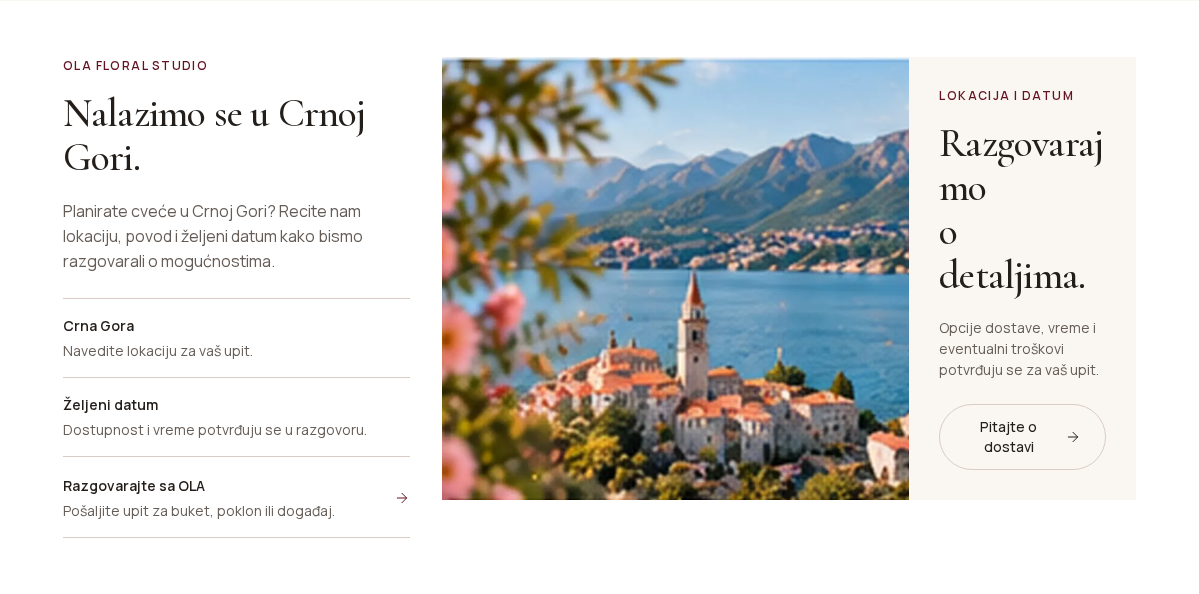 OLA FLORAL STUDIO
Nalazimo se u Crnoj
Gori.
Planirate cveće u Crnoj Gori? Recite nam
lokaciju, povod i željeni datum kako bismo
razgovarali o mogućnostima.
Crna Gora
Navedite lokaciju za vaš upit.
Željeni datum
Dostupnost i vreme potvrđuju se u razgovoru.
Razgovarajte sa OLA
Pošaljite upit za buket, poklon ili događaj.
LOKACIJA I DATUM
Razgovaraj
mo
o
detaljima.
Opcije dostave, vreme i
eventualni troškovi
potvrđuju se za vaš upit.
Pitajte o
dostavi